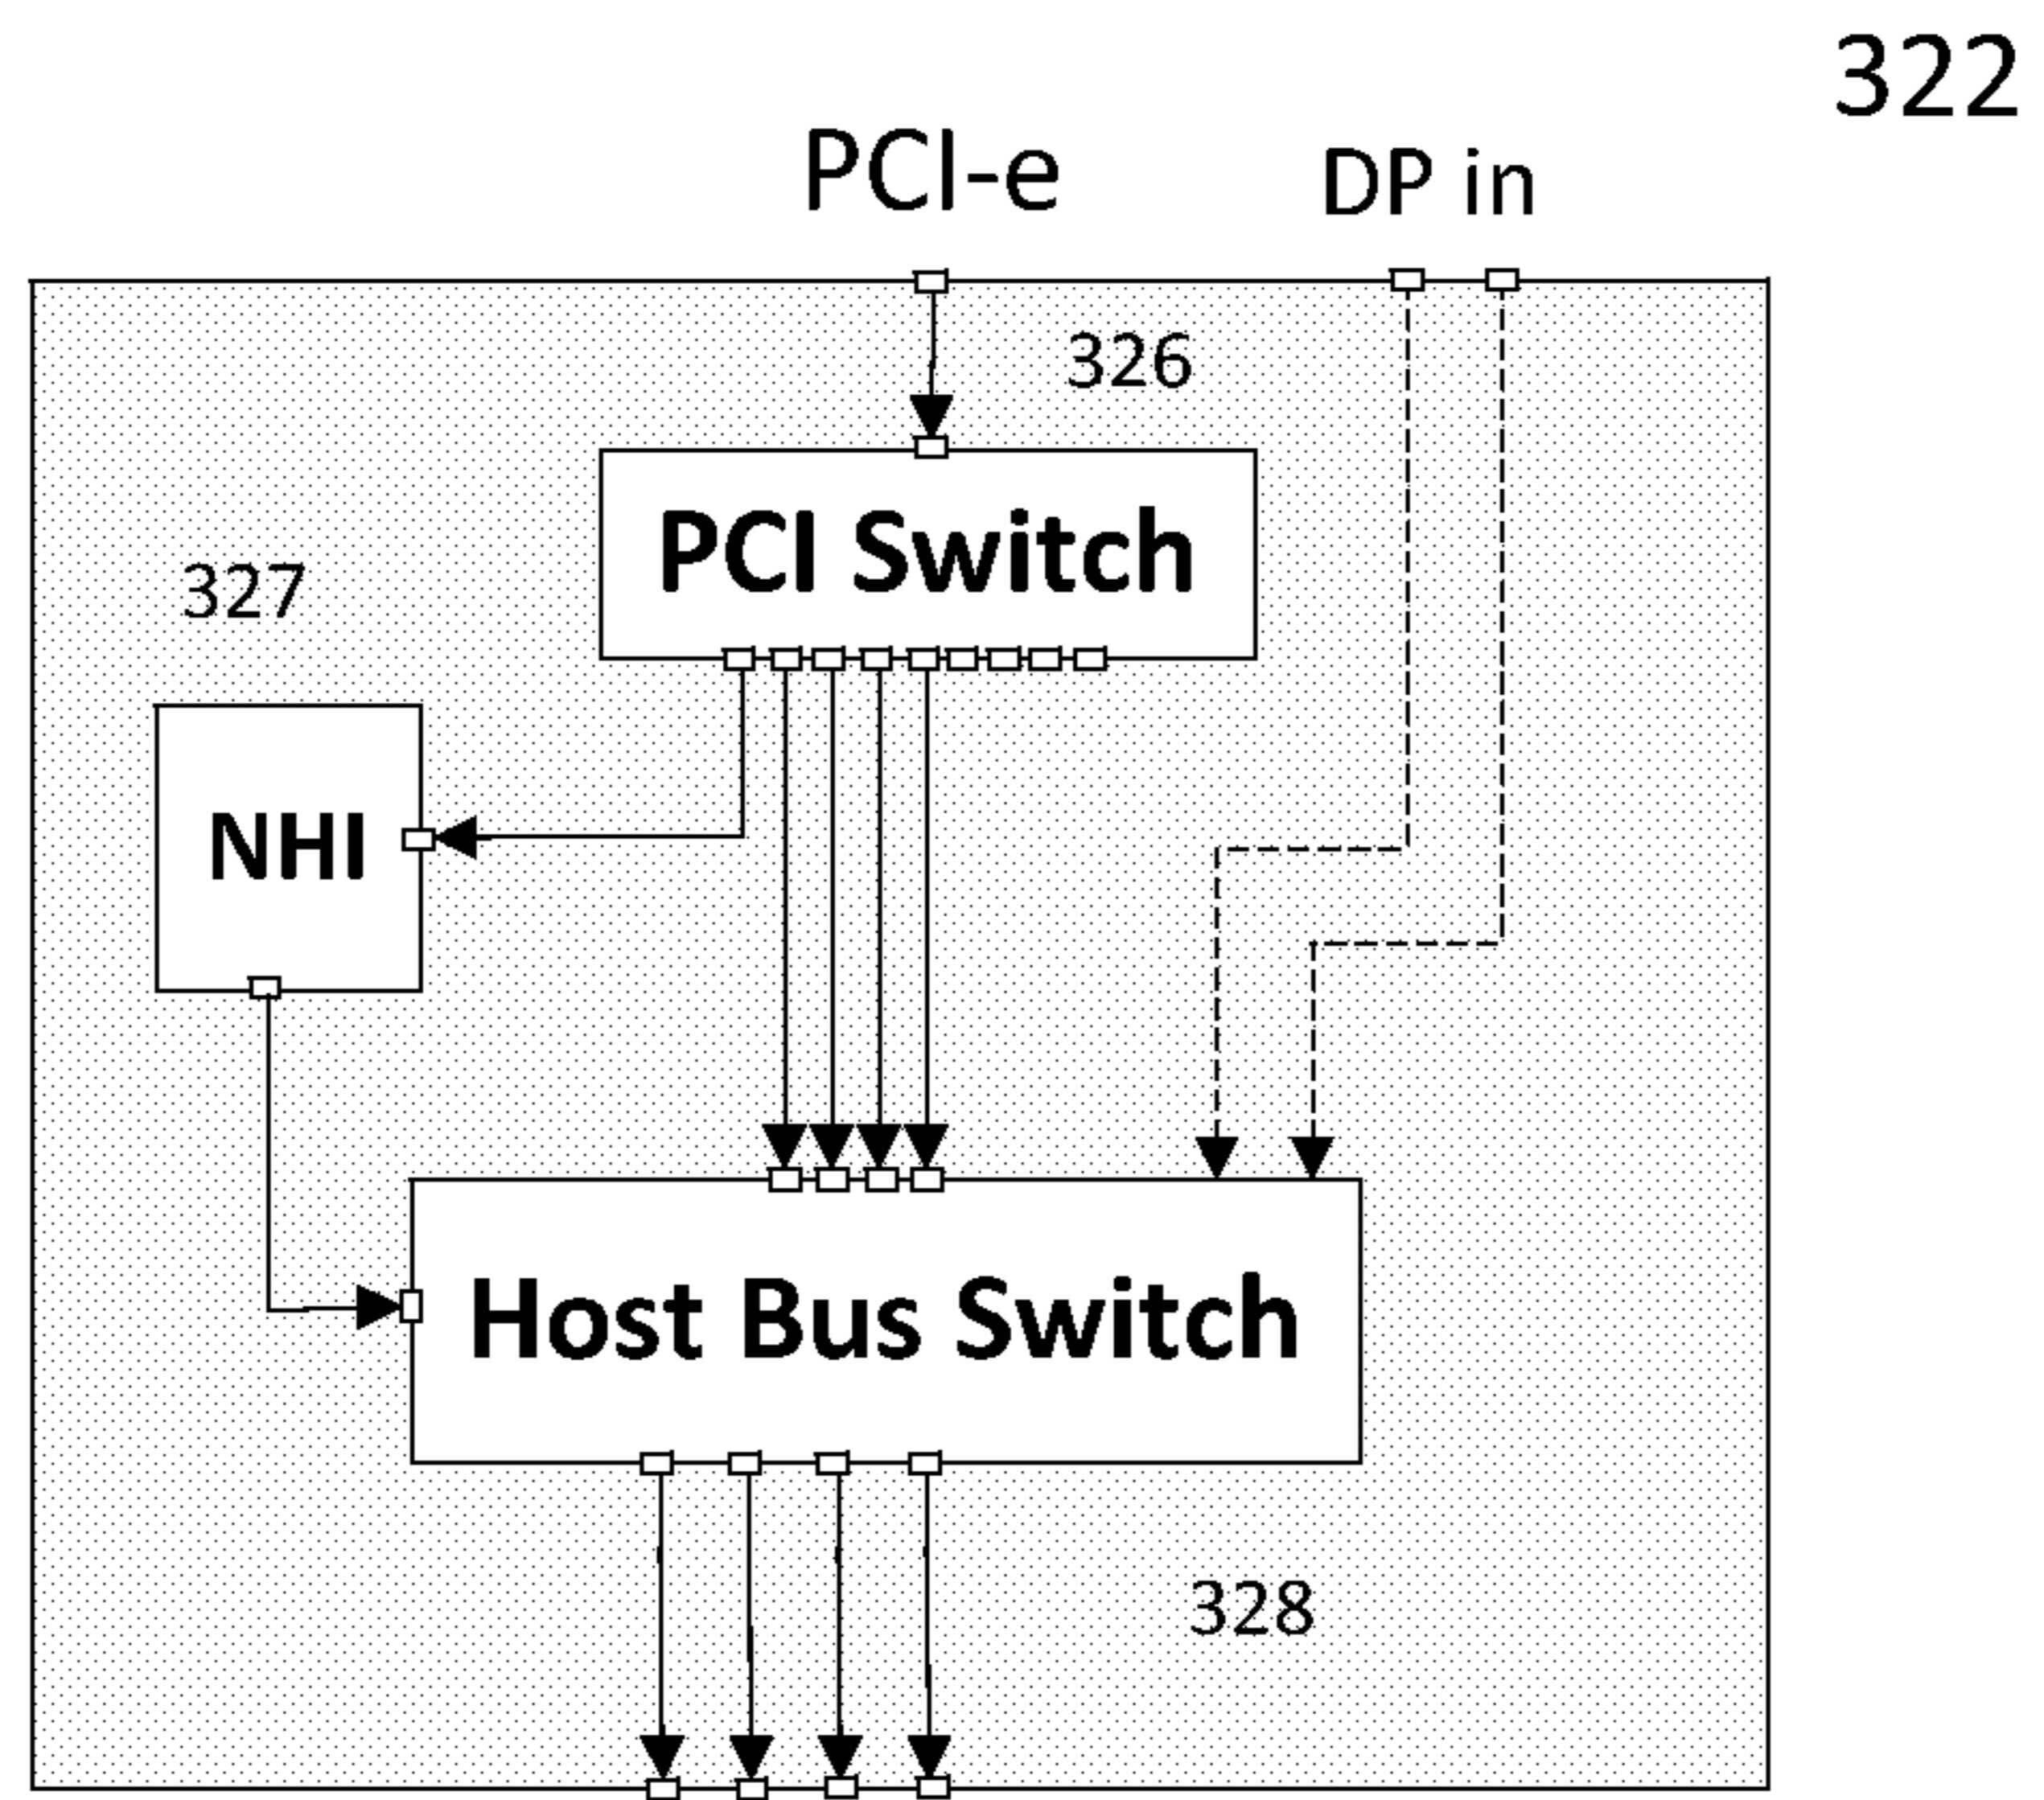 322
PCI-e
DP in
326
PCI Switch
327
NHI
Host Bus Switch
328